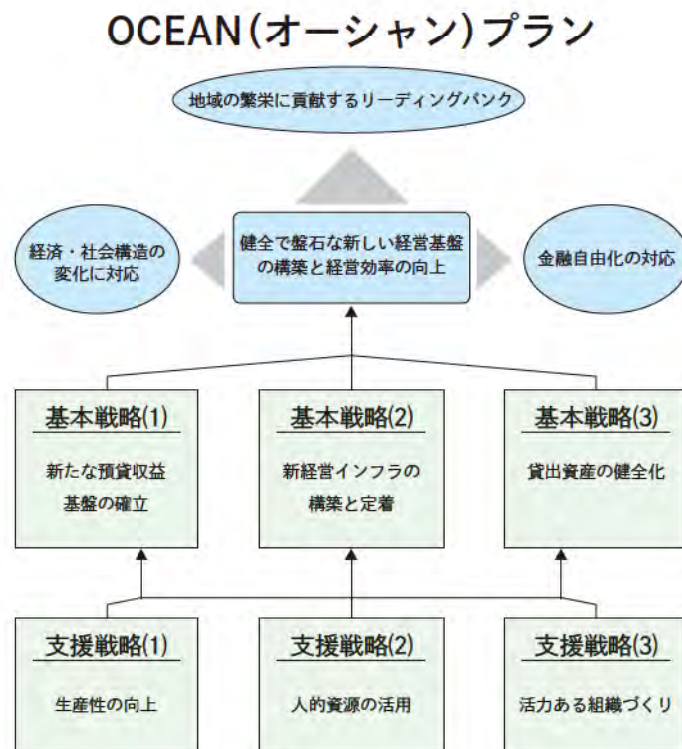 OCEAN(オーシャン)プラン
地域の繁栄に貢献するリーディングバンク
経済・社会構造の
変化に対応
健全で盤石な新しい経営基盤
の構築と経営効率の向上
金融自由化の対応
基本戦略(1)
新たな預貸収益
基盤の確立
基本戦略(2)
新経営インフラの
構築と定着
基本戦略(3)
貸出資産の健全化
支援戦略(1)
生産性の向上
支援戦略(2)
人的資源の活用
支援戦略(3)
活力ある組織づくり